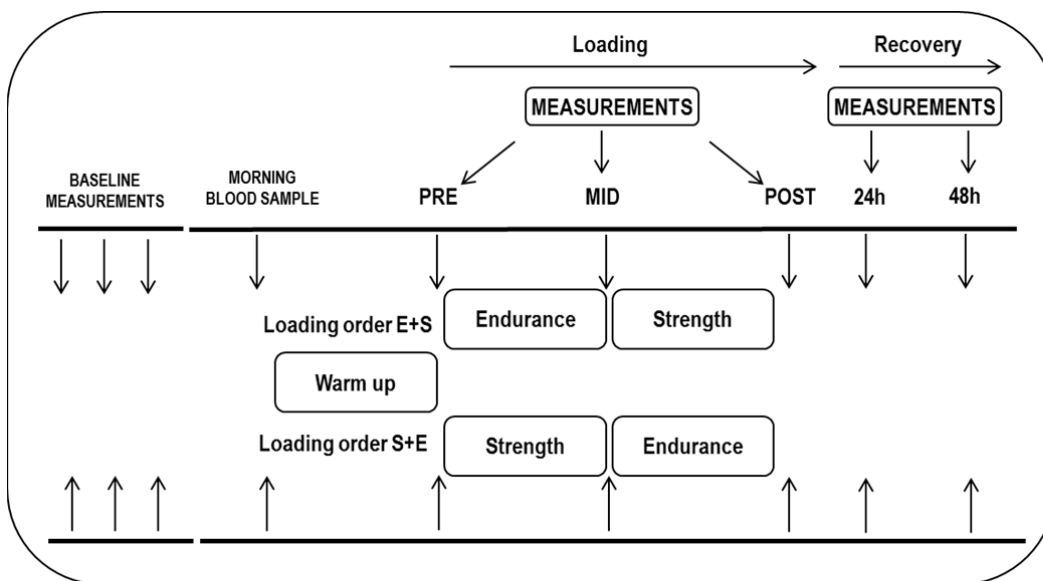 Loading
Recovery
MEASUREMENTS
MEASUREMENTS
BASELINE
MEASUREMENTS
MORNING
BLOOD SAMPLE
PRE
MID
POST
24h
48h
Loading order E+S
Endurance
Strength
Warm up
Loading order S+E
Strength
Endurance